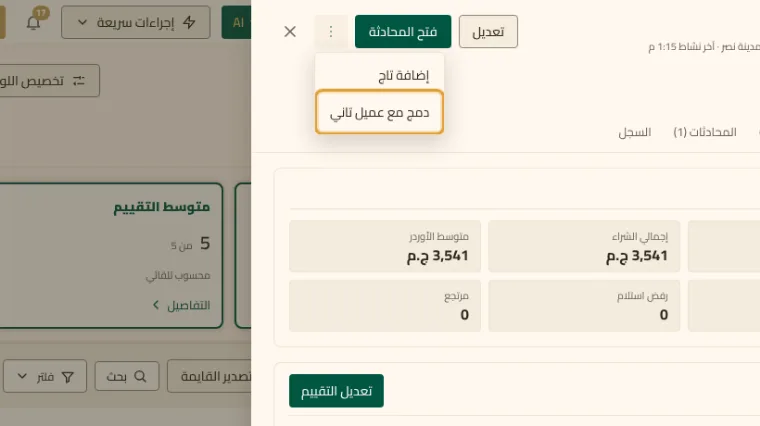 تعديل
فتح المحادثة
مدينة نصر · آخر نشاط 1:15 م
إضافة تاج
دمج مع عميل تاني
المحادثات (1)
السجل
إجمالي الشراء
3,541 ج.م
متوسط الأوردر
3,541 ج.م
رفض استلام
0
مرتجع
0
تعديل التقييم
AI
إجراءات سريعة
17
تخصيص
متوسط التقييم
5 من 5
محسوب تلقائي
التفاصيل
تصدير القايمة
بحث
فلتر